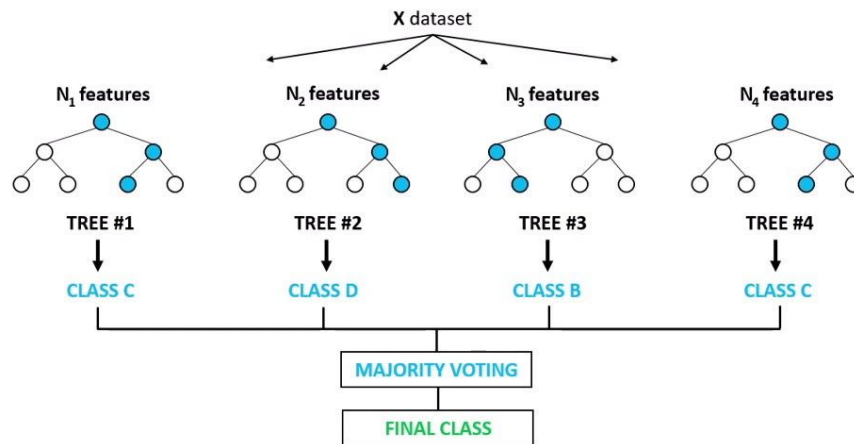 X dataset
N₁ features
N₂ features
N₃ features
N₄ features
TREE #1
TREE #2
TREE #3
TREE #4
CLASS C
CLASS D
CLASS B
CLASS C
MAJORITY VOTING
FINAL CLASS